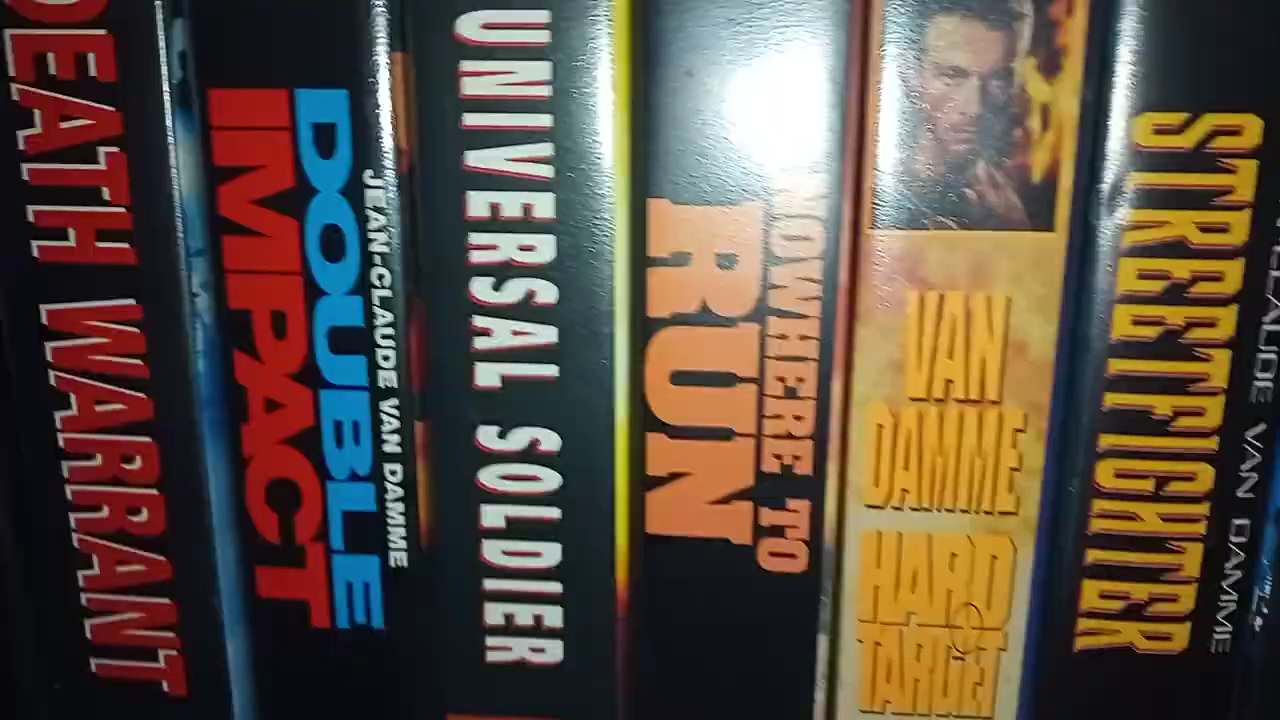 DEATH WARRANT
JEAN-CLAUDE VAN DAMME
DOUBLE
IMPACT
UNIVERSAL SOLDIER
NOWHERE TO
RUN
VAN
DAMME
HARD
TARGET
CLAUDE VAN DAMME
STREETFIGHTER